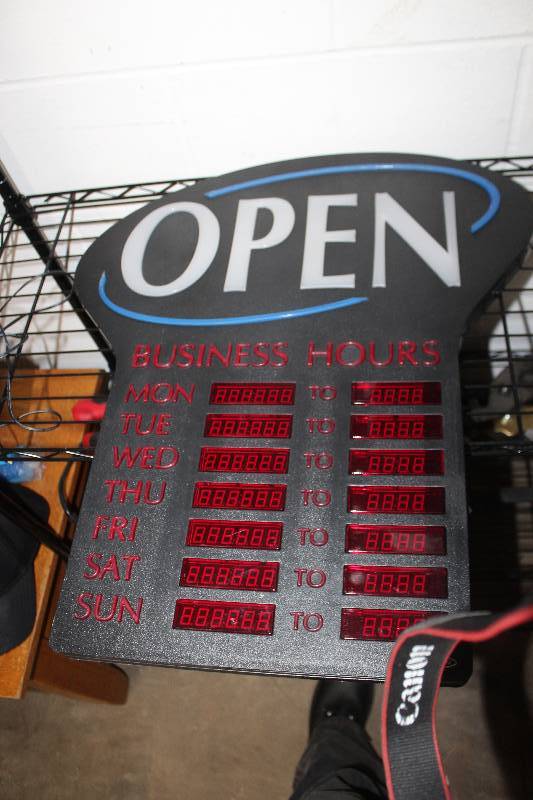 OPEN
BUSINESS HOURS
MON TO
TUE TO
WED TO
THU TO
FRI TO
SAT TO
SUN TO
Canon